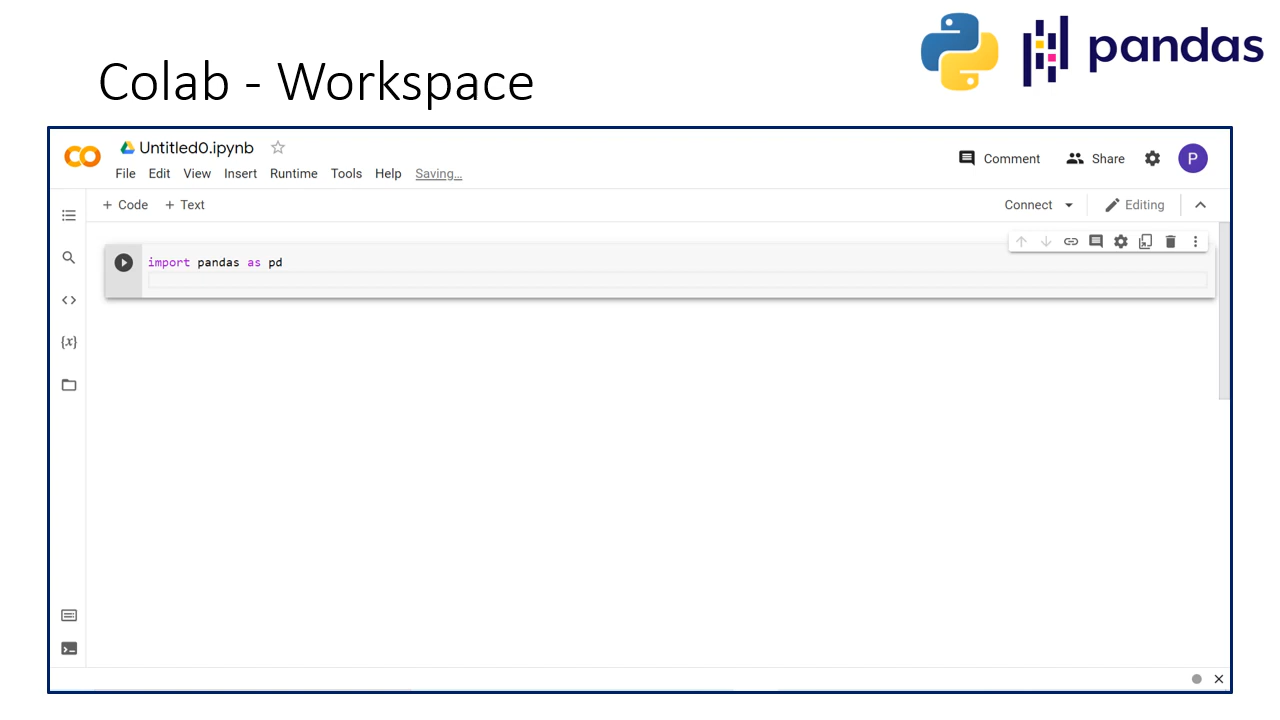 pandas
Colab - Workspace
CO Untitled0.ipynb
File Edit View Insert Runtime Tools Help Saving...
Comment Share P
+ Code + Text Connect Editing
import pandas as pd
{x}